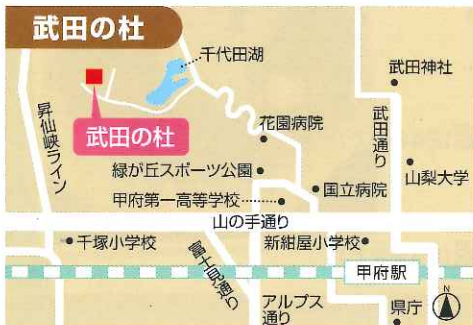 武田の杜
千代田湖
武田神社
武田の杜
昇仙峡ライン
花園病院
武田通り
緑が丘スポーツ公園
山梨大学
国立病院
甲府第一高等学校
山の手通り
千塚小学校
新紺屋小学校
富士見通り
甲府駅
アルプス
通り
県庁
N